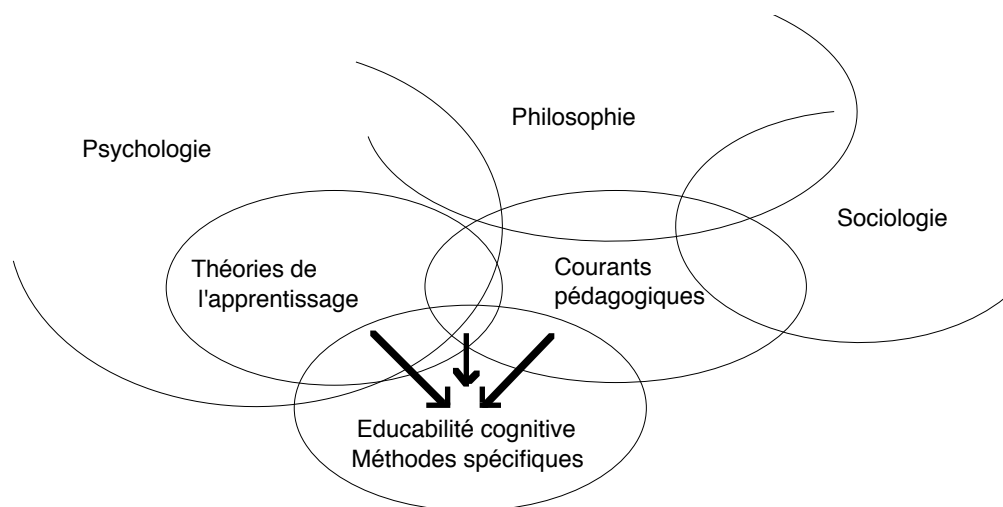 Philosophie
Psychologie
Sociologie
Théories de
l'apprentissage
Courants
pédagogiques
Educabilité cognitive
Méthodes spécifiques